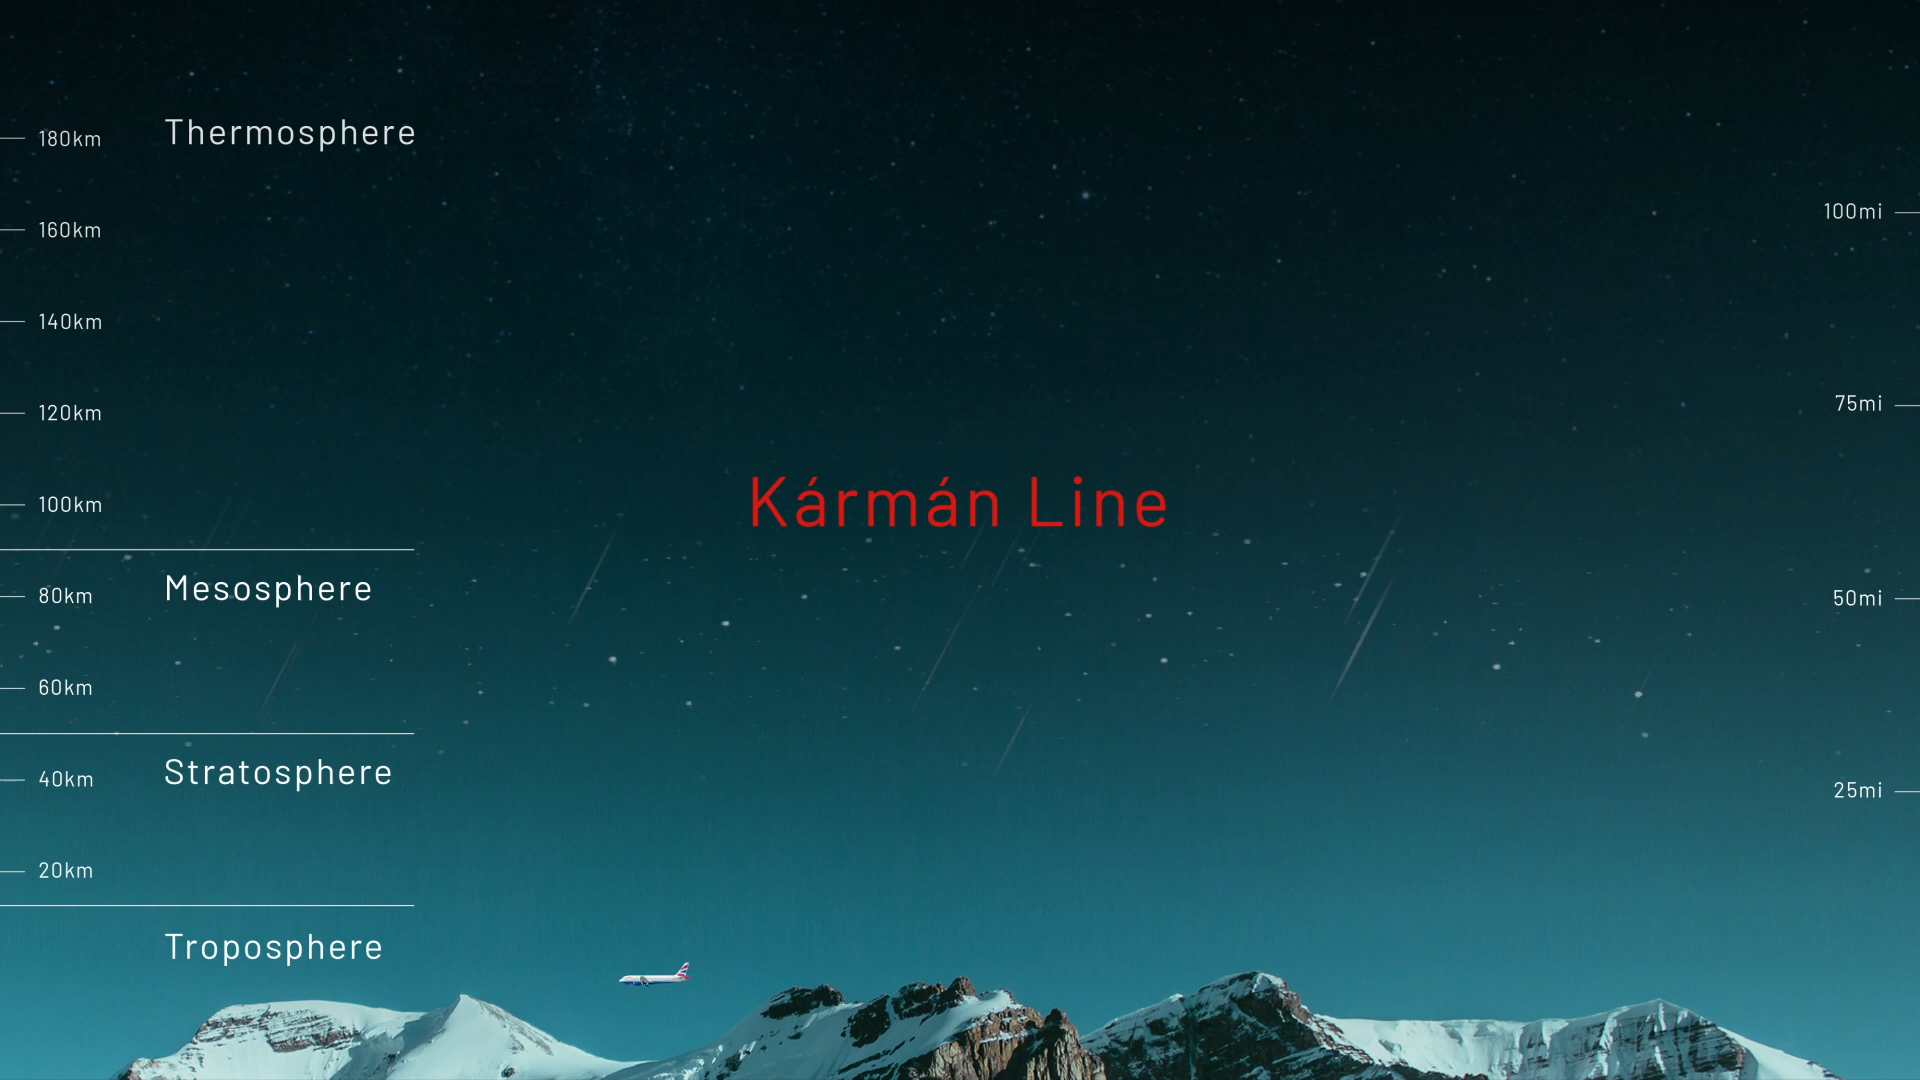 Thermosphere
180km
100mi
160km
140km
75mi
120km
Kármán Line
100km
Mesosphere
80km
50mi
60km
Stratosphere
40km
25mi
20km
Troposphere